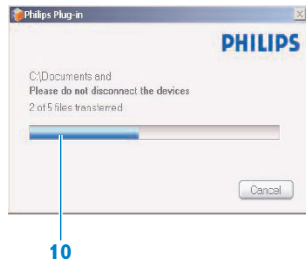 Philips Plug-in
PHILIPS
C:\Documents and
Please do not disconnect the devices
2 of 5 files transferred
Cancel
10